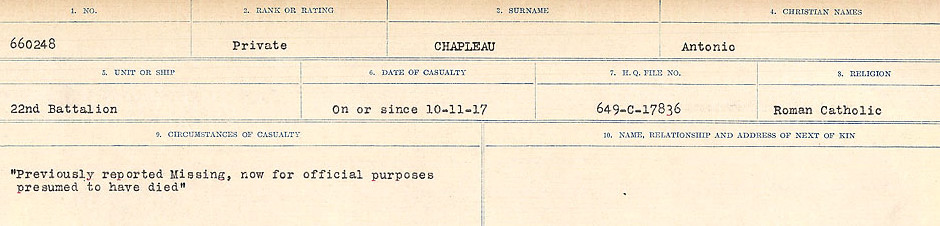 1. NO. 2. RANK OR RATING 3. SURNAME 4. CHRISTIAN NAMES
660248 Private CHAPLEAU Antonio
5. UNIT OR SHIP 6. DATE OF CASUALTY 7. H.Q. FILE NO. 8. RELIGION
22nd Battalion On or since 10-11-17 649-C-17836 Roman Catholic
9. CIRCUMSTANCES OF CASUALTY 10. NAME, RELATIONSHIP AND ADDRESS OF NEXT OF KIN
"Previously reported Missing, now for official purposes
presumed to have died"